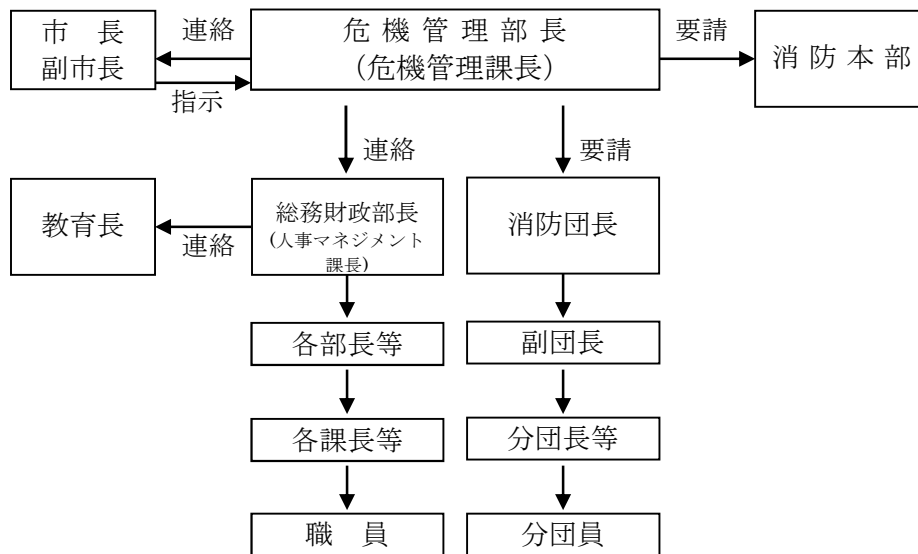 市　長
副市長
連絡
指示
危 機 管 理 部 長
（危機管理課長）
要請
消 防 本 部
連絡
要請
教育長
連絡
総務財政部長
(人事マネジメント
課長)
消防団長
各部長等
副団長
各課長等
分団長等
職　員
分団員